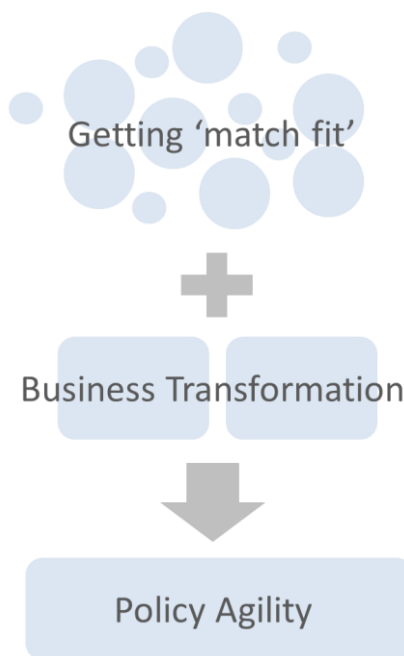 Getting ‘match fit’
Business Transformation
Policy Agility